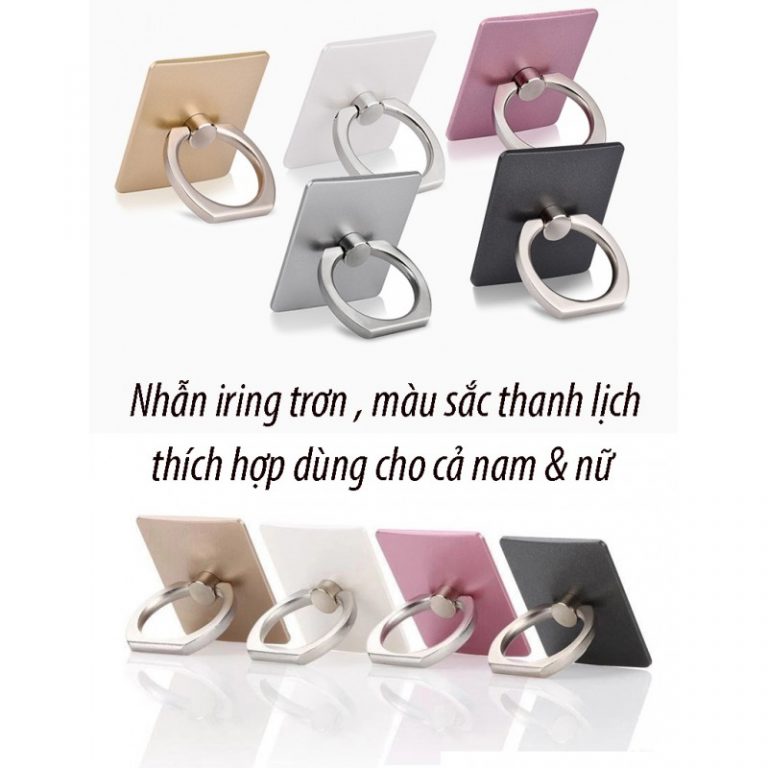 Nhẫn iring trơn , màu sắc thanh lịch
thích hợp dùng cho cả nam & nữ